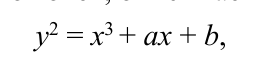 y² = x³ + ax + b,